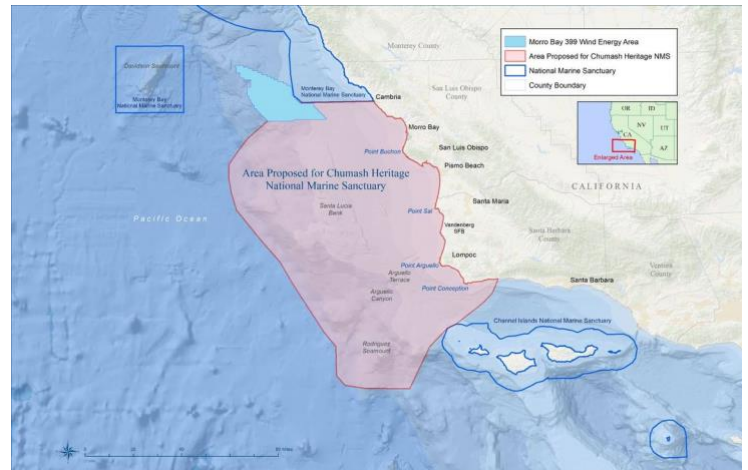 Davidson Seamount
Monterey Bay
National Marine Sanctuary
Monterey County
Monterey Bay
National Marine Sanctuary
Cambria
San Luis Obispo
County
Morro Bay
Point Buchon
San Luis Obispo
Pismo Beach
Area Proposed for Chumash Heritage
National Marine Sanctuary
Santa Lucia
Bank
Point Sal
Santa Maria
CALIFORNIA
Pacific Ocean
Vandenberg
SFB
Santa Barbara
County
Lompoc
Point Arguello
Arguello
Terrace
Ventura
County
Santa Barbara
Point Conception
Arguello
Canyon
Channel Islands National Marine Sanctuary
Rodriguez
Seamount
Morro Bay 399 Wind Energy Area
Area Proposed for Chumash Heritage NMS
National Marine Sanctuary
County Boundary
OR
ID
NV
UT
CA
AZ
Enlarged Area
0